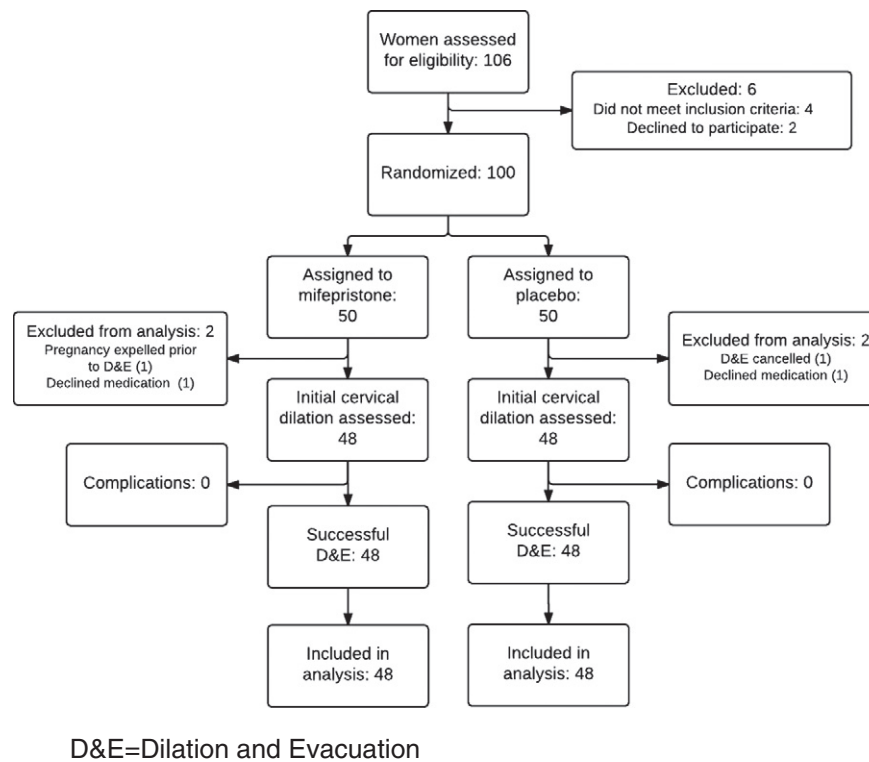 Women assessed
for eligibility: 106
Excluded: 6
Did not meet inclusion criteria: 4
Declined to participate: 2
Randomized: 100
Assigned to
mifepristone:
50
Assigned to
placebo:
50
Excluded from analysis: 2
Pregnancy expelled prior
to D&E (1)
Declined medication (1)
Excluded from analysis: 2
D&E cancelled (1)
Declined medication (1)
Initial cervical
dilation assessed:
48
Initial cervical
dilation assessed:
48
Complications: 0
Complications: 0
Successful
D&E: 48
Successful
D&E: 48
Included in
analysis: 48
Included in
analysis: 48
D&E=Dilation and Evacuation